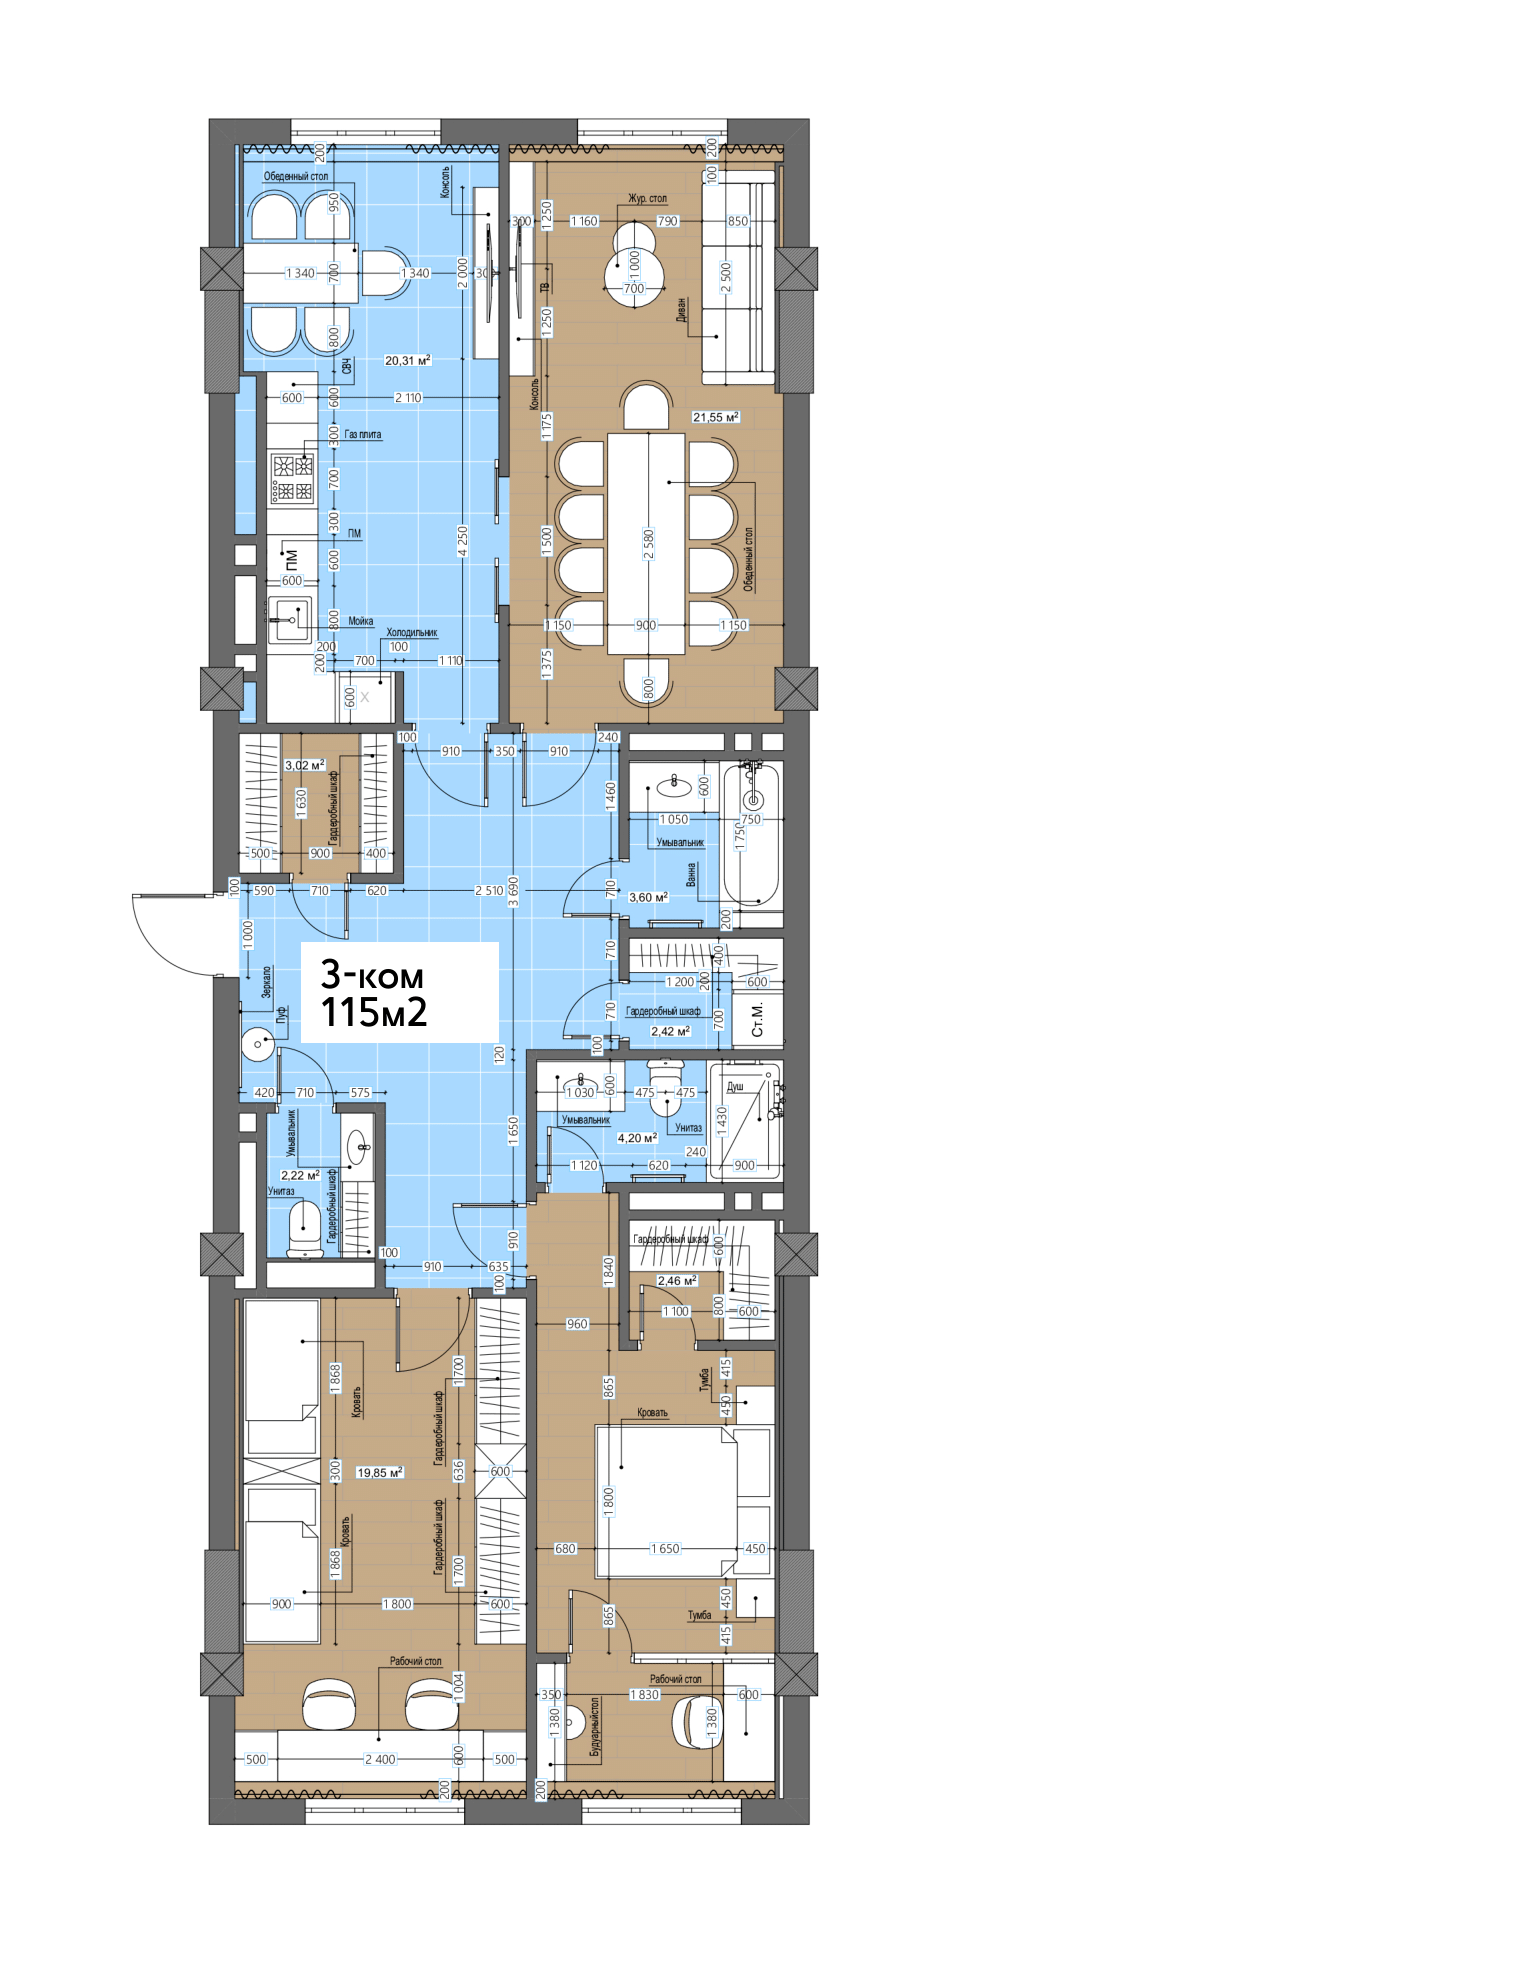 200
Обеденный стол
Консоль
950
1 340
700
1 340
2 000
800
20,31 м²
СВЧ
600
600
2 110
300
Газ плита
700
300
ПМ
ПМ
600
600
4 250
Мойка
800
200
200
Холодильник
700
100
1 110
600
X
200
100
Жур. стол
300
1 250
1 160
790
850
1 000
700
2 500
ТВ
1 250
Диван
Консоль
21,55 м²
1 175
1 500
2 580
Обеденный стол
1 150
900
1 150
1 375
800
100
910
350
910
240
3,02 м²
Гардеробный шкаф
1 630
500
900
400
1 460
600
1 050
750
1 750
Умывальник
Ванна
3,60 м²
200
100
590
710
620
2 510
3 690
710
1 000
710
3-ком
115м2
Зеркало
Пуф
400
1 200
200
600
Гардеробный шкаф
2,42 м²
700
Ст.М.
710
100
120
420
710
575
600
1 030
475
475
Душ
1 430
Умывальник
Унитаз
4,20 м²
240
1 120
620
900
1 650
Умывальник
2,22 м²
Унитаз
Гардеробный шкаф
100
910
635
910
100
1 840
Гардеробный шкаф
600
2,46 м²
1 100
800
600
960
1 868
Кровать
1 700
Гардеробный шкаф
300
19,85 м²
636
600
Кровать
1 868
Гардеробный шкаф
1 700
900
1 800
600
Рабочий стол
1 004
500
2 400
600
500
200
415
Тумба
450
865
Кровать
1 800
680
1 650
450
450
Тумба
865
415
Рабочий стол
350
1 830
600
1 380
Будуарныйстол
1 380
200